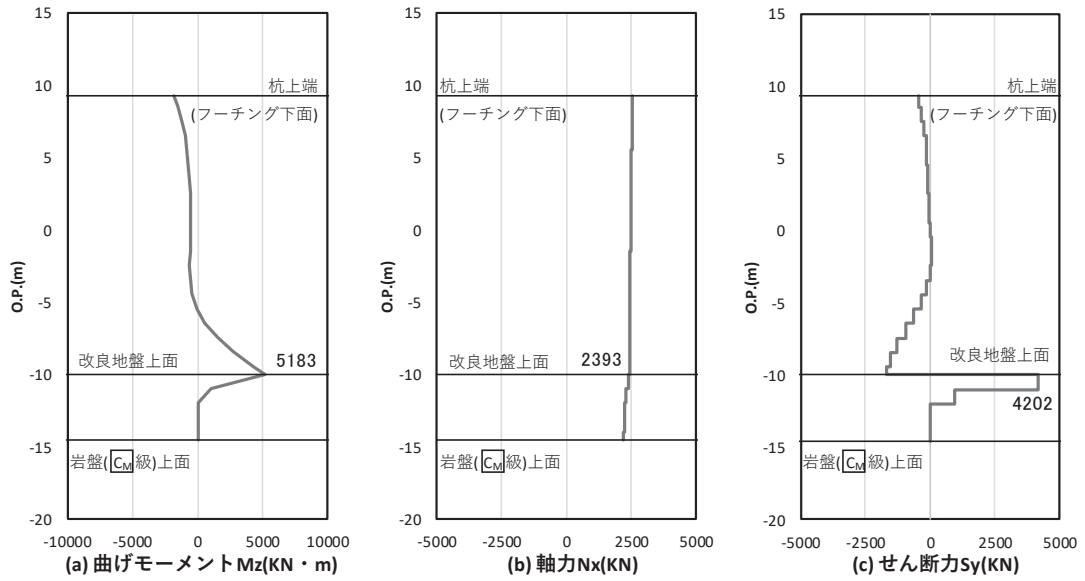 15
10
5
0
-5
-10
-15
-20
O.P.(m)
杭上端
(フーチング下面)
改良地盤上面
5183
岩盤(CM級)上面
-10000 -5000 0 5000 10000
(a) 曲げモーメントMz(KN・m)
15
10
5
0
-5
-10
-15
-20
O.P.(m)
杭上端
(フーチング下面)
改良地盤上面
2393
岩盤(CM級)上面
-5000 -2500 0 2500 5000
(b) 軸力Nx(KN)
15
10
5
0
-5
-10
-15
-20
O.P.(m)
杭上端
(フーチング下面)
改良地盤上面
4202
岩盤(CM級)上面
-5000 -2500 0 2500 5000
(c) せん断力Sy(KN)